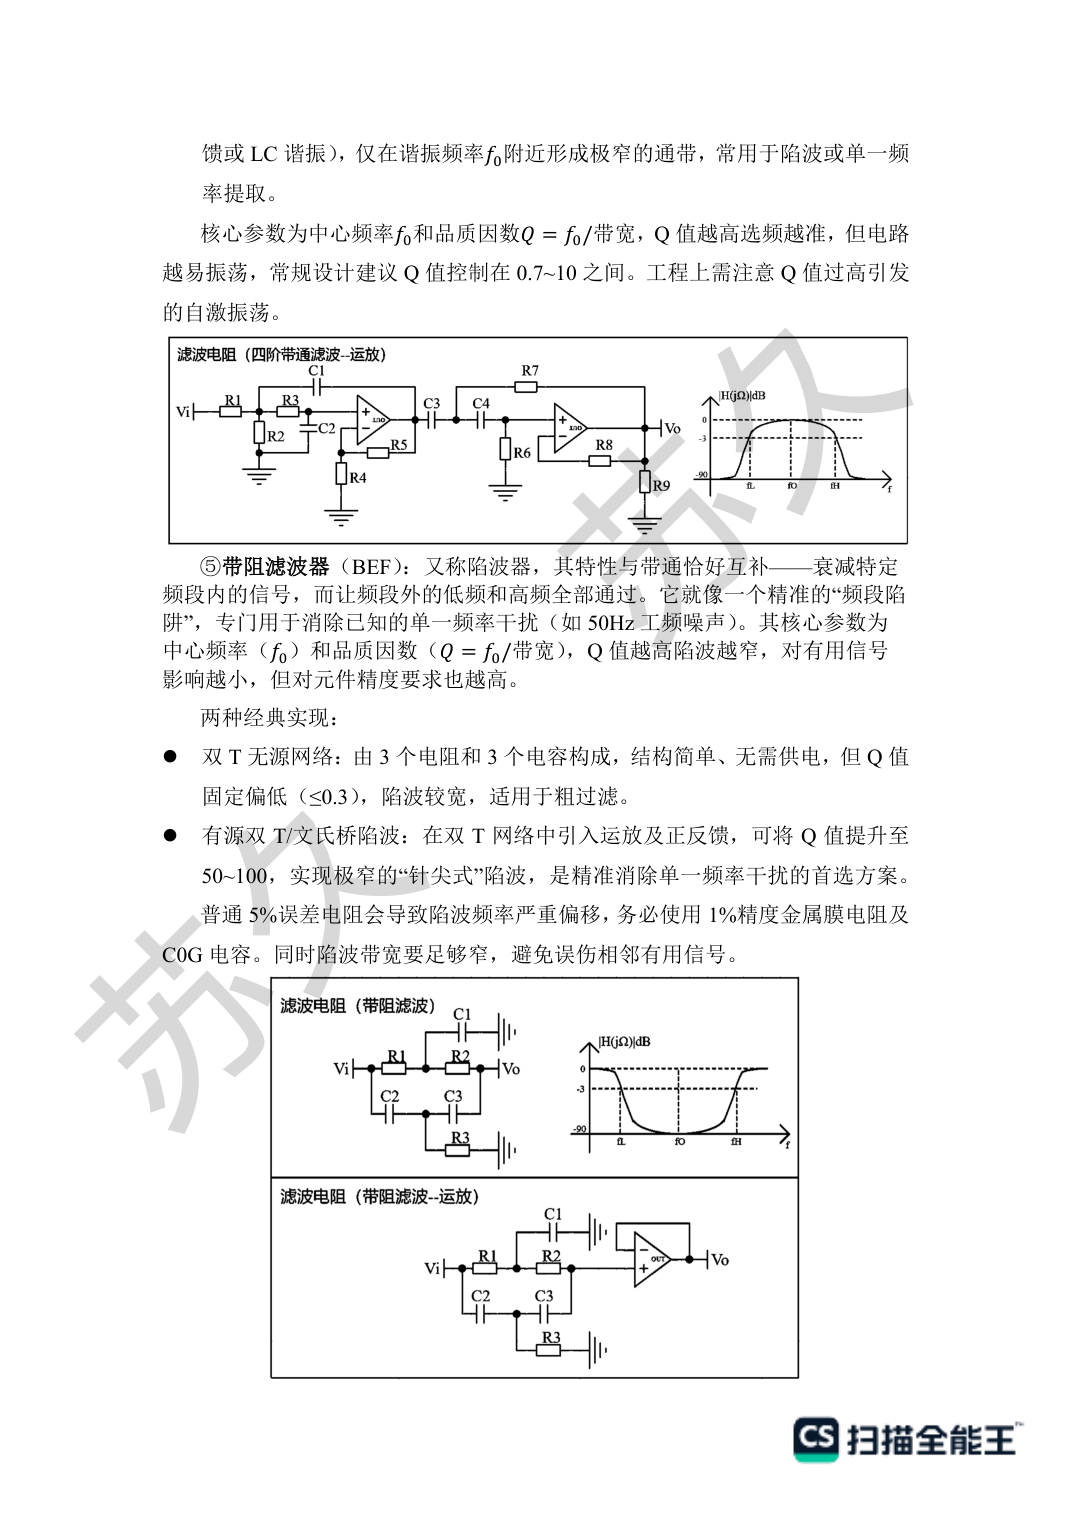 馈或 LC 谐振），仅在谐振频率f₀附近形成极窄的通带，常用于陷波或单一频
率提取。
核心参数为中心频率f₀和品质因数Q = f₀/带宽，Q 值越高选频越准，但电路
越易振荡，常规设计建议 Q 值控制在 0.7~10 之间。工程上需注意 Q 值过高引发
的自激振荡。
滤波电阻（四阶带通滤波--运放）
C1
R7
R1
R3
C3
C4
|H(jΩ)|dB
Vi
+
OUT
-
+
OUT
-
Vo
0
R2
C2
R5
R8
-3
R6
R4
R9
-90
fL
fO
fH
f
⑤带阻滤波器（BEF）：又称陷波器，其特性与带通恰好互补——衰减特定
频段内的信号，而让频段外的低频和高频全部通过。它就像一个精准的“频段陷
阱”，专门用于消除已知的单一频率干扰（如 50Hz 工频噪声）。其核心参数为
中心频率（f₀）和品质因数（Q = f₀/带宽），Q 值越高陷波越窄，对有用信号
影响越小，但对元件精度要求也越高。
两种经典实现：
● 双 T 无源网络：由 3 个电阻和 3 个电容构成，结构简单、无需供电，但 Q 值
固定偏低（≤0.3），陷波较宽，适用于粗过滤。
● 有源双 T/文氏桥陷波：在双 T 网络中引入运放及正反馈，可将 Q 值提升至
50~100，实现极窄的“针尖式”陷波，是精准消除单一频率干扰的首选方案。
普通 5%误差电阻会导致陷波频率严重偏移，务必使用 1%精度金属膜电阻及
C0G 电容。同时陷波带宽要足够窄，避免误伤相邻有用信号。
滤波电阻（带阻滤波）
C1
|H(jΩ)|dB
R1
R2
Vi
Vo
0
-3
C2
C3
-90
R3
fL
fO
fH
f
滤波电阻（带阻滤波--运放）
C1
R1
R2
-
OUT
+
Vi
Vo
C2
C3
R3
苏久
苏久
CS 扫描全能王™